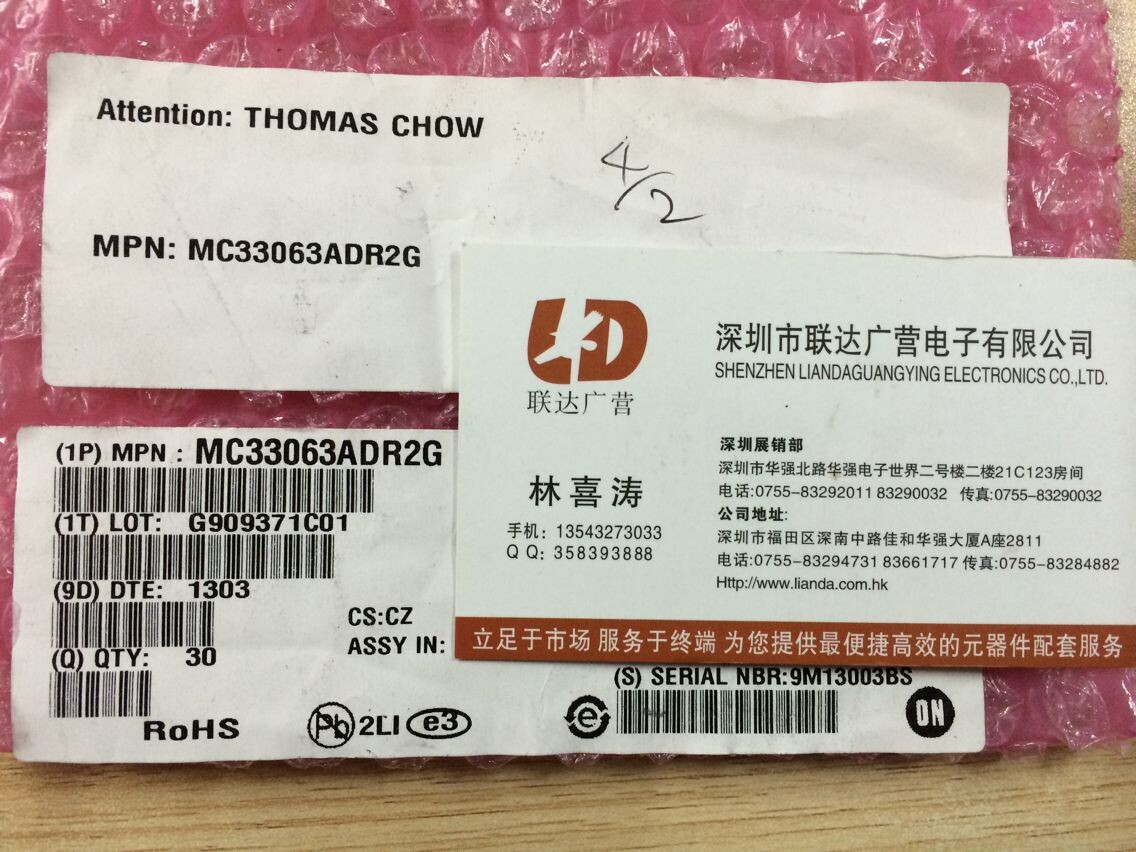 Attention: THOMAS CHOW
4/2
MPN: MC33063ADR2G
LD
联达广营
深圳市联达广营电子有限公司
SHENZHEN LIANDAGUANGYING ELECTRONICS CO.,LTD.
林喜涛
手机：13543273033
Q Q：358393888
深圳展销部
深圳市华强北路华强电子世界二号楼二楼21C123房间
电话:0755-83292011 83290032 传真:0755-83290032
公司地址:
深圳市福田区深南中路佳和华强大厦A座2811
电话:0755-83294731 83661717 传真:0755-83284882
Http://www.lianda.com.hk
立足于市场 服务于终端 为您提供最便捷高效的元器件配套服务
(1P) MPN : MC33063ADR2G
(1T) LOT: G909371C01
(9D) DTE: 1303
CS:CZ
ASSY IN:
(Q) QTY: 30
(S) SERIAL NBR:9M13003BS
RoHS
Pb 2LI e3
e
ON